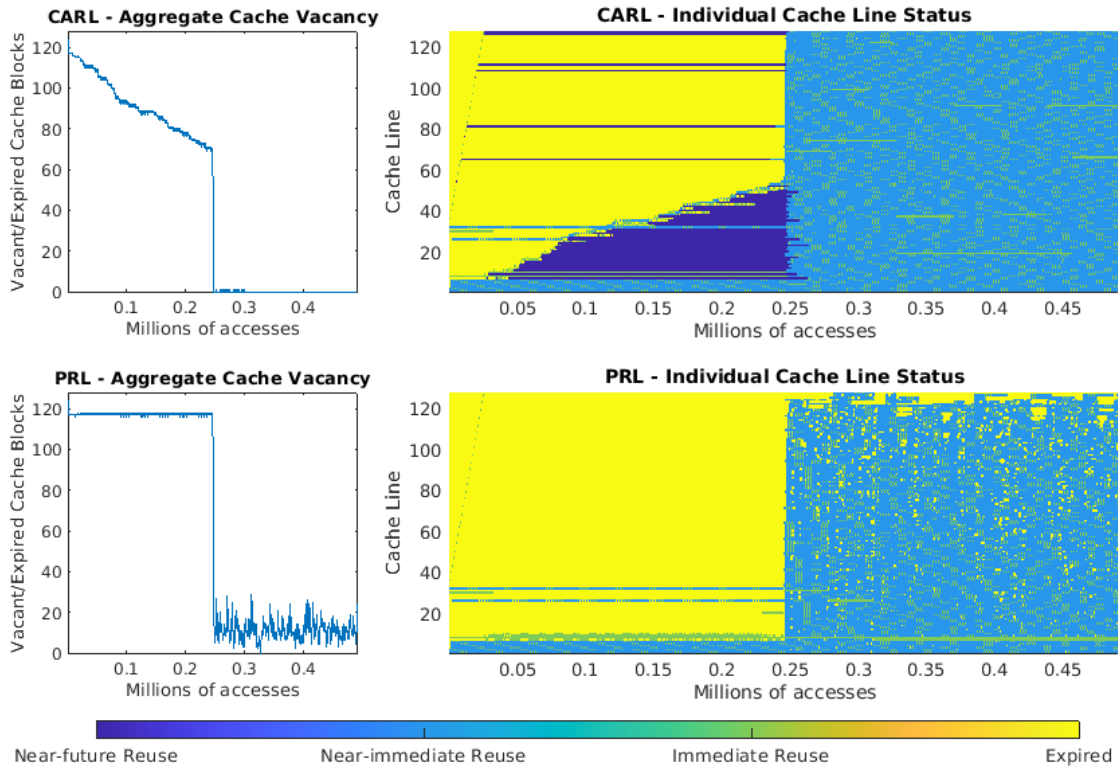 CARL - Aggregate Cache Vacancy
Vacant/Expired Cache Blocks
120
100
80
60
40
20
0
0.1 0.2 0.3 0.4
Millions of accesses
CARL - Individual Cache Line Status
Cache Line
120
100
80
60
40
20
0.05 0.1 0.15 0.2 0.25 0.3 0.35 0.4 0.45
Millions of accesses
PRL - Aggregate Cache Vacancy
Vacant/Expired Cache Blocks
120
100
80
60
40
20
0
0.1 0.2 0.3 0.4
Millions of accesses
PRL - Individual Cache Line Status
Cache Line
120
100
80
60
40
20
0.05 0.1 0.15 0.2 0.25 0.3 0.35 0.4 0.45
Millions of accesses
Near-future Reuse Near-immediate Reuse Immediate Reuse Expired